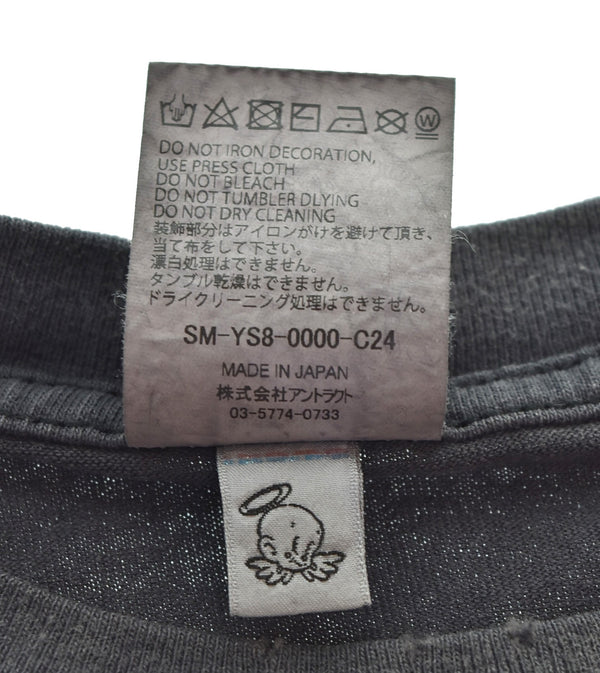 W
DO NOT IRON DECORATION,
USE PRESS CLOTH
DO NOT BLEACH
DO NOT TUMBLER DLYING
DO NOT DRY CLEANING
装飾部分はアイロンがけを避けて頂き、
当て布をして下さい。
漂白処理はできません。
タンブル乾燥はできません。
ドライクリーニング処理はできません。
SM-YS8-0000-C24
MADE IN JAPAN
株式会社アントラクト
03-5774-0733